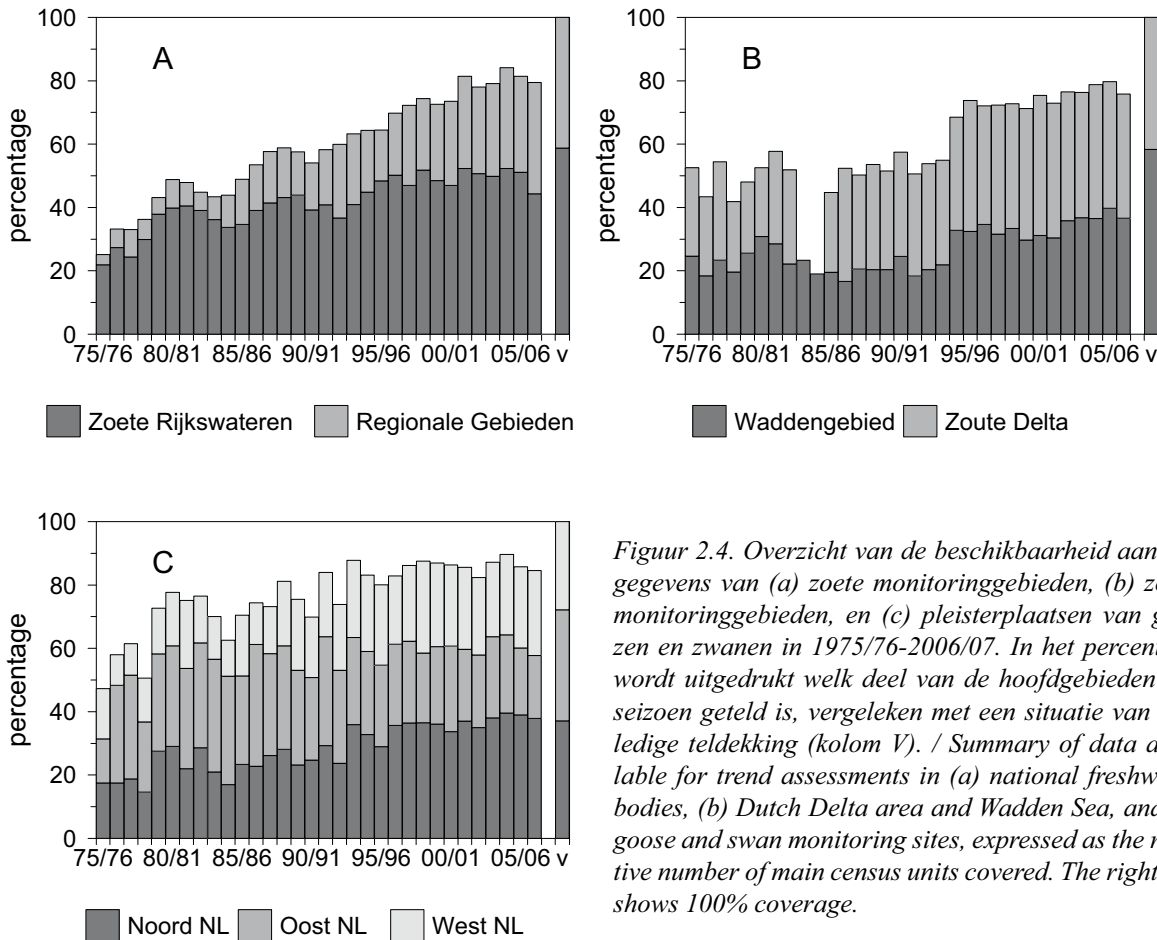 100
80
60
40
20
0
percentage
A
75/76 80/81 85/86 90/91 95/96 00/01 05/06 v
Zoete Rijkswateren Regionale Gebieden
100
80
60
40
20
0
percentage
B
75/76 80/81 85/86 90/91 95/96 00/01 05/06 v
Waddengebied Zoute Delta
100
80
60
40
20
0
percentage
C
75/76 80/81 85/86 90/91 95/96 00/01 05/06 v
Noord NL Oost NL West NL
Figuur 2.4. Overzicht van de beschikbaarheid aan
gegevens van (a) zoete monitoringgebieden, (b) zo
monitoringgebieden, en (c) pleisterplaatsen van g
zen en zwanen in 1975/76-2006/07. In het percent
wordt uitgedrukt welk deel van de hoofdgebieden
seizoen geteld is, vergeleken met een situatie van
ledige teldekking (kolom V). / Summary of data a
lable for trend assessments in (a) national freshw
bodies, (b) Dutch Delta area and Wadden Sea, and
goose and swan monitoring sites, expressed as the r
tive number of main census units covered. The right
shows 100% coverage.